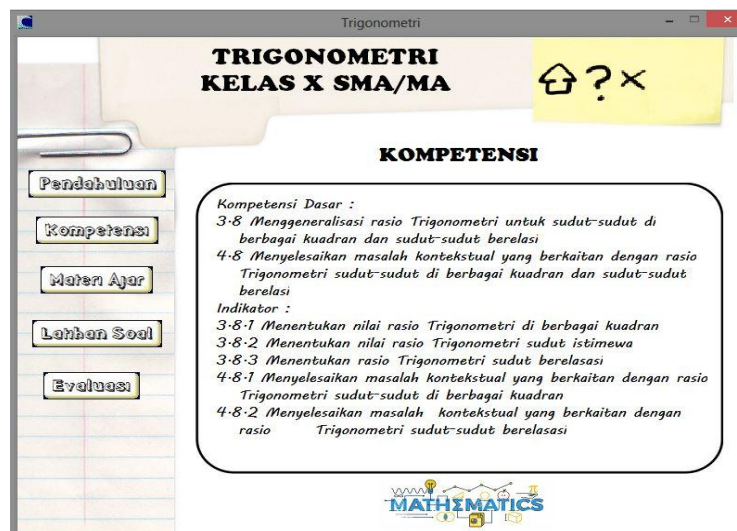 Trigonometri
TRIGONOMETRI
KELAS X SMA/MA
KOMPETENSI
Pendahuluan
Kompetensi
Materi Ajar
Latihan Soal
Evaluasi
Kompetensi Dasar :
3.8 Menggeneralisasi rasio Trigonometri untuk sudut-sudut di
berbagai kuadran dan sudut-sudut berelasi
4.8 Menyelesaikan masalah kontekstual yang berkaitan dengan rasio
Trigonometri sudut-sudut di berbagai kuadran dan sudut-sudut
berelasi
Indikator :
3.8.1 Menentukan nilai rasio Trigonometri di berbagai kuadran
3.8.2 Menentukan nilai rasio Trigonometri sudut istimewa
3.8.3 Menentukan rasio Trigonometri sudut berelasasi
4.8.1 Menyelesaikan masalah kontekstual yang berkaitan dengan rasio
Trigonometri sudut-sudut di berbagai kuadran
4.8.2 Menyelesaikan masalah kontekstual yang berkaitan dengan
rasio Trigonometri sudut-sudut berelasasi
MATHΣMATICS